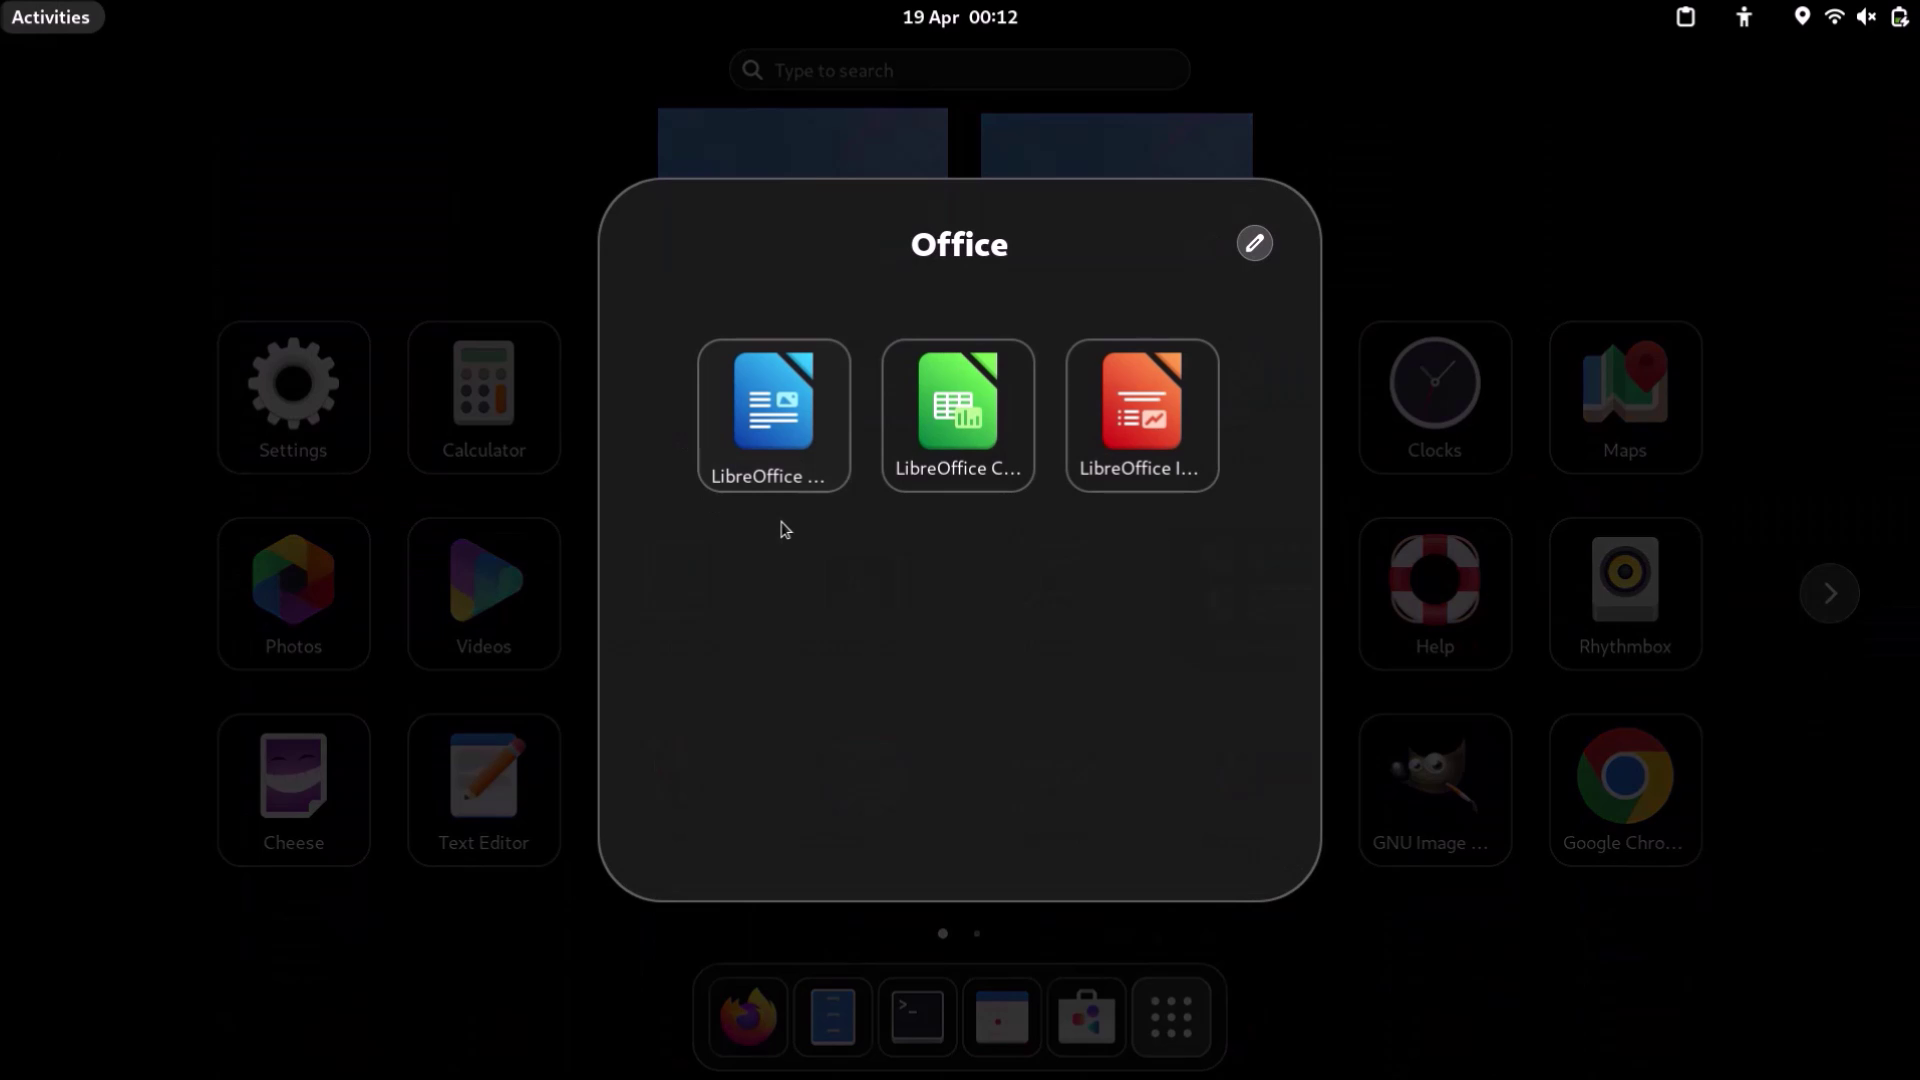 Activities
19 Apr 00:12
Type to search
Office
LibreOffice ...
LibreOffice C...
LibreOffice I...
Settings
Calculator
Clocks
Maps
Photos
Videos
Help
Rhythmbox
Cheese
Text Editor
GNU Image ...
Google Chro...